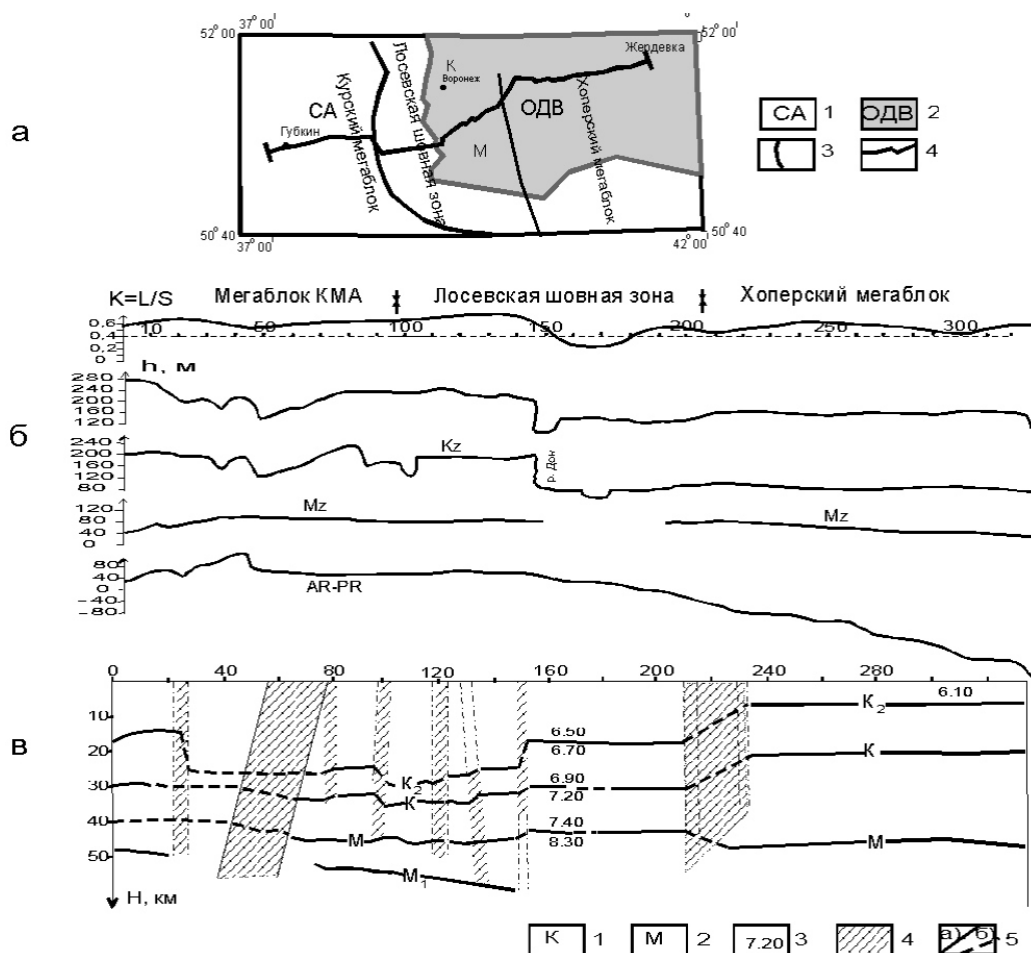 а
52° 00'
37° 00'
52° 00'
Жердевка
К
Воронеж
Лосевская шовная зона
СА
Губкин
Курский мегаблок
ОДВ
М
Хоперский мегаблок
50° 40'
37° 00'
42° 00'
50° 40'
СА 1 ОДВ 2
3 4
K=L/S Мегаблок КМА Лосевская шовная зона Хоперский мегаблок
0.6 10 50 100 150 200 250 300
0.4
0.2
б
h, м
280
240
200
160
120
240
200
160
120
80
Kz
р. Дон
120
80
40
0
Mz Mz
80
40
0
-40
-80
AR-PR
в
0 40 80 120 160 200 240 280
10
20
30
40
50
Н, км
6.10
К2
6.50
6.70
К
6.90
К2
7.20
К
7.40
М
8.30
М
М1
К 1 М 2 7.20 3 4 а) б) 5